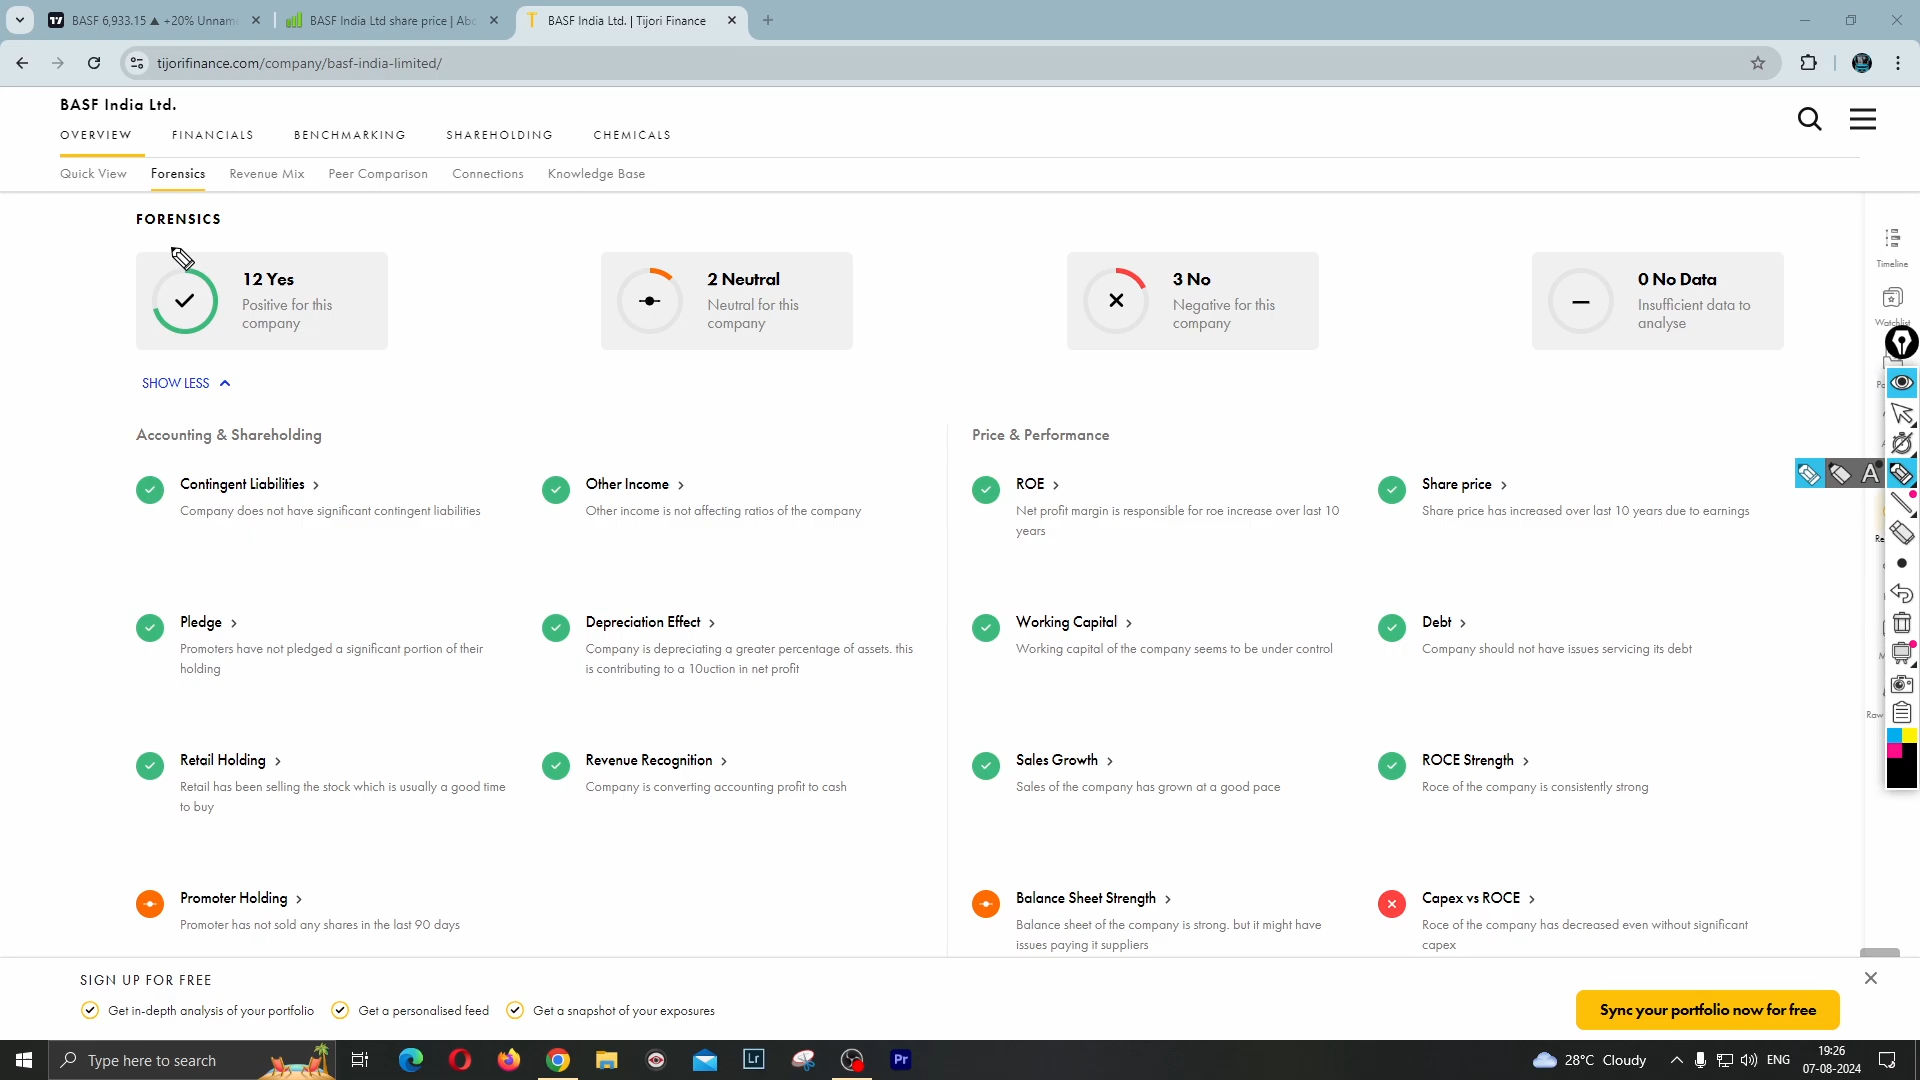 BASF 6,933.15 ▲ +20% Unnam
BASF India Ltd share price | Abo
BASF India Ltd. | Tijori Finance
tijorifinance.com/company/basf-india-limited/
BASF India Ltd.
OVERVIEW FINANCIALS BENCHMARKING SHAREHOLDING CHEMICALS
Quick View Forensics Revenue Mix Peer Comparison Connections Knowledge Base
FORENSICS
12 Yes
Positive for this
company
2 Neutral
Neutral for this
company
3 No
Negative for this
company
0 No Data
Insufficient data to
analyse
Timeline
Watchlist
SHOW LESS
Accounting & Shareholding
Contingent Liabilities
Company does not have significant contingent liabilities
Other Income
Other income is not affecting ratios of the company
Pledge
Promoters have not pledged a significant portion of their
holding
Depreciation Effect
Company is depreciating a greater percentage of assets. this
is contributing to a 10uction in net profit
Retail Holding
Retail has been selling the stock which is usually a good time
to buy
Revenue Recognition
Company is converting accounting profit to cash
Promoter Holding
Promoter has not sold any shares in the last 90 days
Price & Performance
ROE
Net profit margin is responsible for roe increase over last 10
years
Share price
Share price has increased over last 10 years due to earnings
Working Capital
Working capital of the company seems to be under control
Debt
Company should not have issues servicing its debt
Sales Growth
Sales of the company has grown at a good pace
ROCE Strength
Roce of the company is consistently strong
Balance Sheet Strength
Balance sheet of the company is strong. but it might have
issues paying it suppliers
Capex vs ROCE
Roce of the company has decreased even without significant
capex
A
Raw
SIGN UP FOR FREE
Get in-depth analysis of your portfolio Get a personalised feed Get a snapshot of your exposures
Sync your portfolio now for free
Type here to search
Lr
Pr
28°C Cloudy
ENG
19:26
07-08-2024